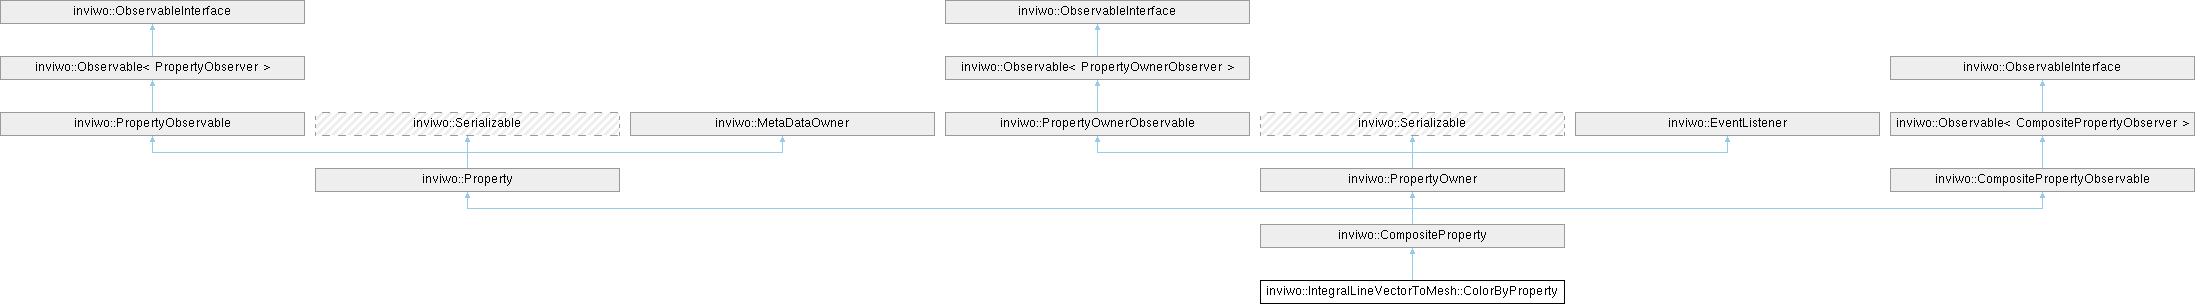 inviwo::ObservableInterface
inviwo::ObservableInterface
inviwo::Observable< PropertyObserver >
inviwo::Observable< PropertyOwnerObserver >
inviwo::ObservableInterface
inviwo::PropertyObservable
inviwo::Serializable
inviwo::MetaDataOwner
inviwo::PropertyOwnerObservable
inviwo::Serializable
inviwo::EventListener
inviwo::Observable< CompositePropertyObserver >
inviwo::Property
inviwo::PropertyOwner
inviwo::CompositePropertyObservable
inviwo::CompositeProperty
inviwo::IntegralLineVectorToMesh::ColorByProperty